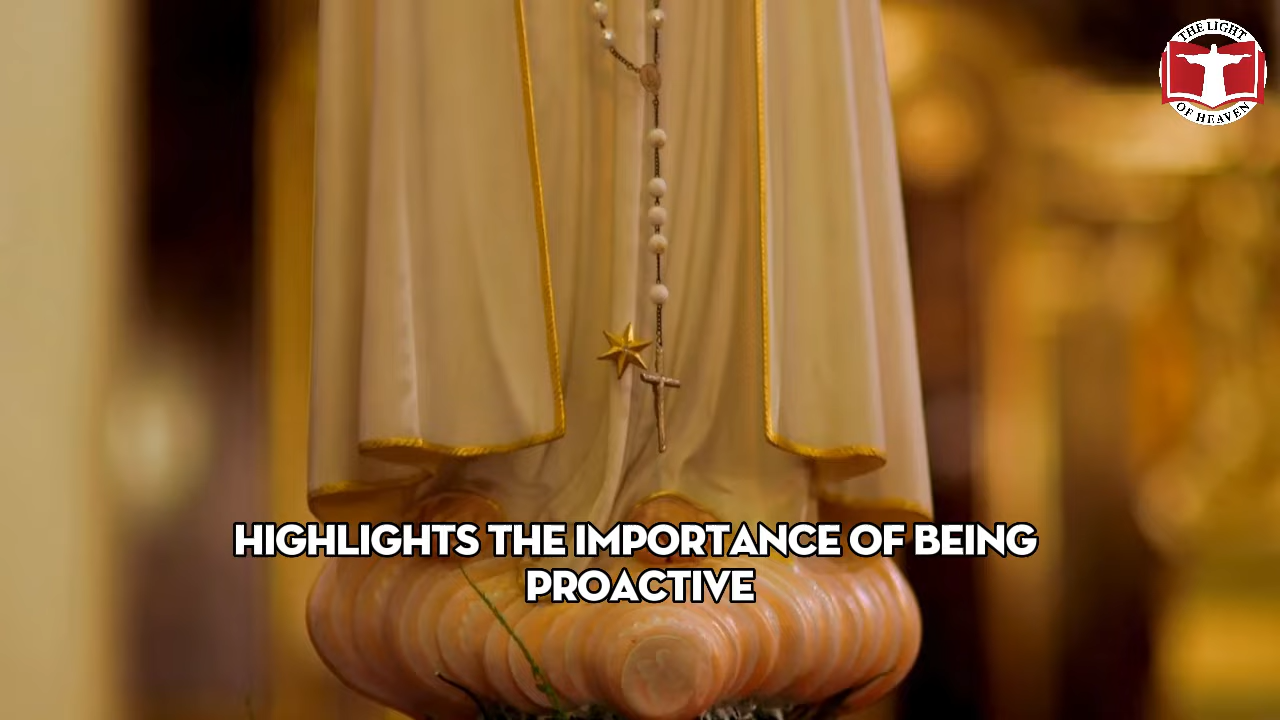 THE LIGHT
OF HEAVEN
HIGHLIGHTS THE IMPORTANCE OF BEING
PROACTIVE